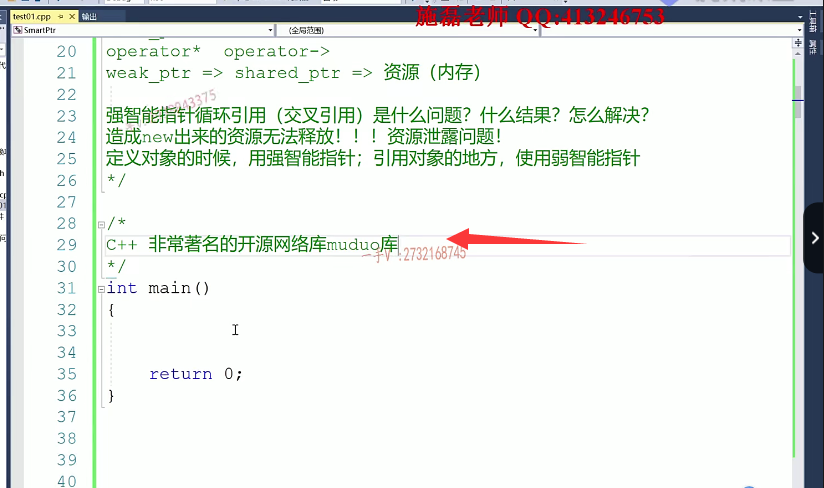 施磊老师 QQ:413246753
test01.cpp 输出
SmartPtr (全局范围)
20 operator* operator->
21 weak_ptr => shared_ptr => 资源（内存）
22
23 强智能指针循环引用（交叉引用）是什么问题？什么结果？怎么解决？
24 造成new出来的资源无法释放！！！资源泄露问题！
25 定义对象的时候，用强智能指针；引用对象的地方，使用弱智能指针
26 */
27
28 /*
29 C++ 非常著名的开源网络库muduo库
30 */
:2732168745
31 int main()
32 {
33
34
35 return 0;
36 }
37
38
39
40